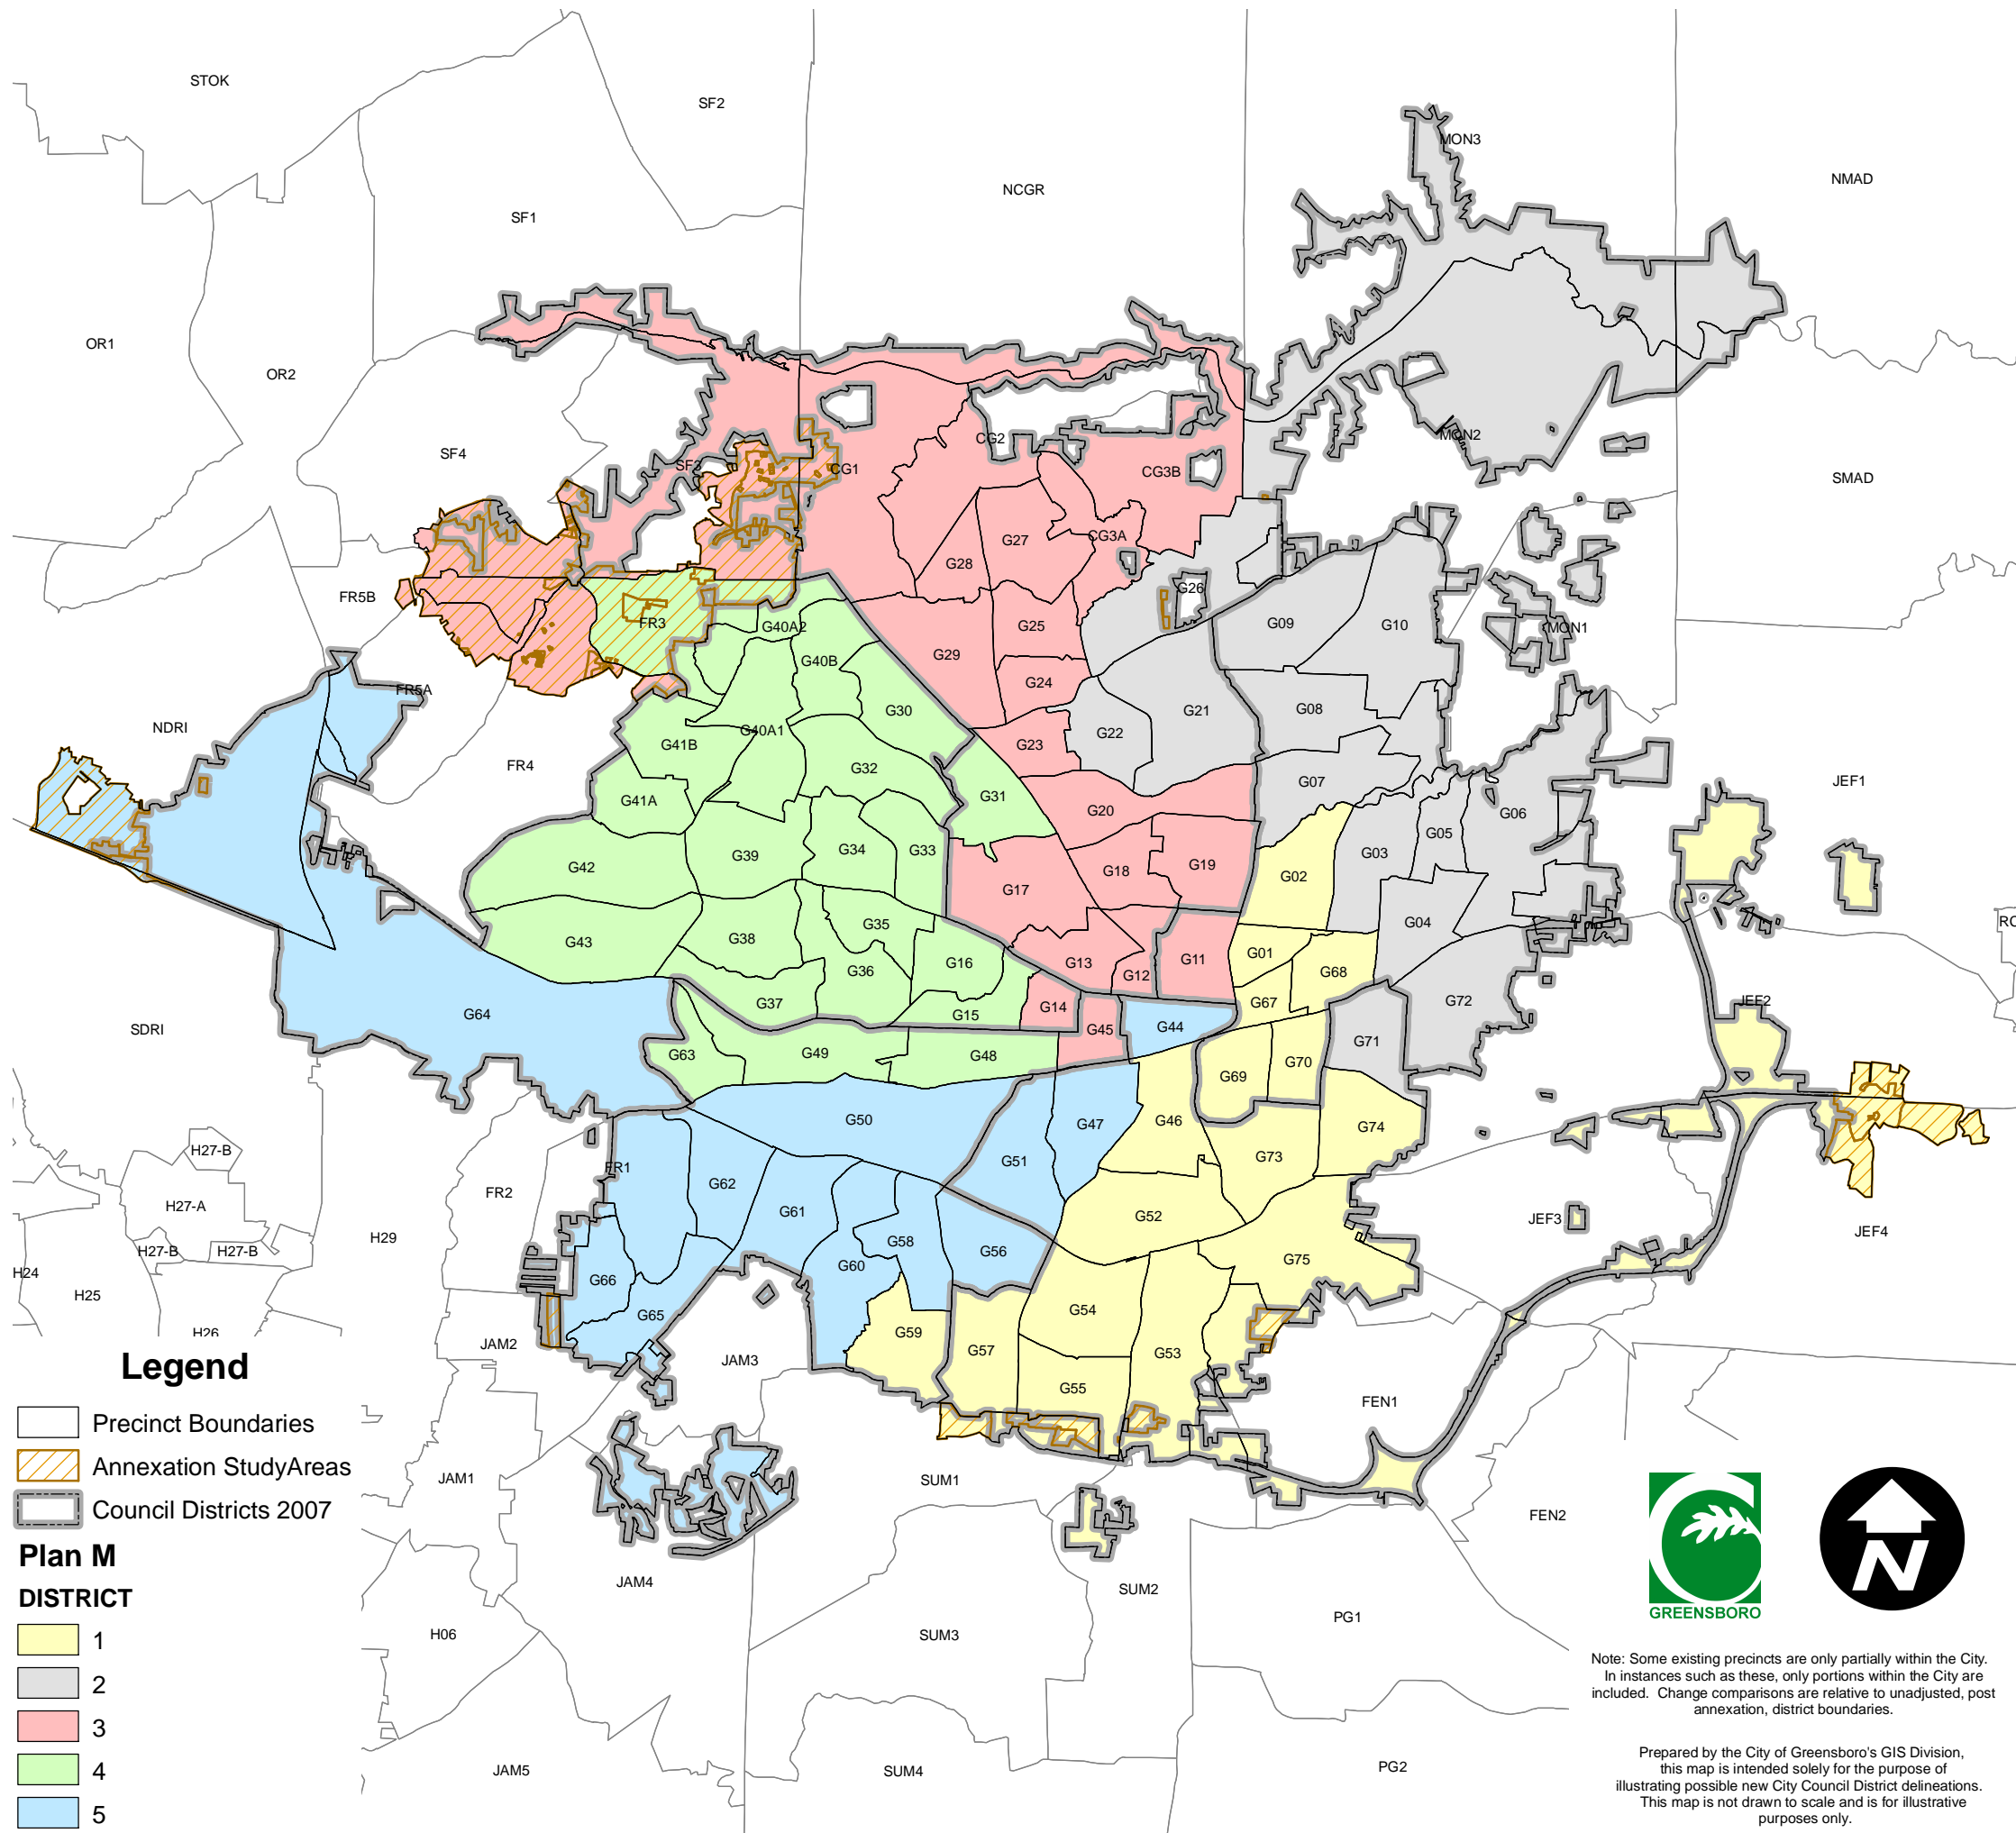 STOK
SF2
MON3
NCGR
NMAD
SF1
OR1
OR2
CG2
MON2
SF4
SF3
CG1
CG3B
SMAD
G27
CG3A
G28
G26
FR5B
FR3
G40A2
G25
G09
G10
MON1
G40B
G29
G24
FR5A
G30
G08
G21
NDRI
G40A1
G41B
G23
G22
FR4
G32
G07
G41A
G31
G20
G06
JEF1
G05
G39
G34
G33
G03
G42
G18
G19
G02
G17
RC
G35
G04
G43
G38
G01
G16
G13
G11
G68
G36
G12
G72
JEF2
G37
G14
G67
G64
G15
G44
SDRI
G45
G71
G63
G49
G48
G70
G69
G50
G46
G47
G74
H27-B
G51
G73
FR1
G62
FR2
H27-A
G61
G52
JEF3
H29
JEF4
H27-B
H27-B
G58
G56
G75
G60
H24
G66
H25
G54
G65
H26
G59
JAM2
G57
G53
JAM3
G55
FEN1
Legend
Precinct Boundaries
Annexation StudyAreas
Council Districts 2007
Plan M
DISTRICT
1
2
3
4
5
JAM1
SUM1
FEN2
JAM4
SUM2
H06
SUM3
PG1
JAM5
SUM4
PG2
GREENSBORO
N
Note: Some existing precincts are only partially within the City.
In instances such as these, only portions within the City are
included. Change comparisons are relative to unadjusted, post
annexation, district boundaries.
Prepared by the City of Greensboro's GIS Division,
this map is intended solely for the purpose of
illustrating possible new City Council District delineations.
This map is not drawn to scale and is for illustrative
purposes only.